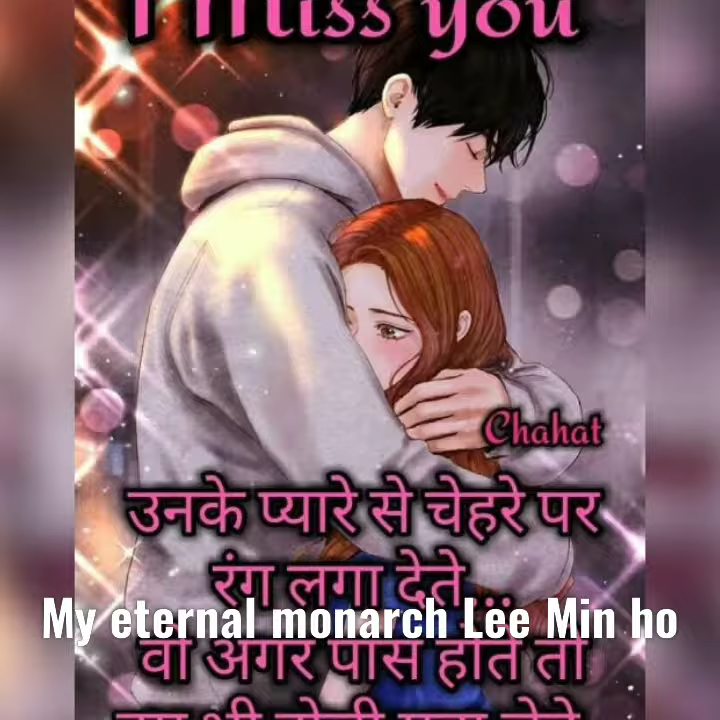 I miss you
Chahat
उनके प्यारे से चेहरे पर
रंग लगा देते ..
My eternal monarch Lee Min ho
वो अगर पास होते तो